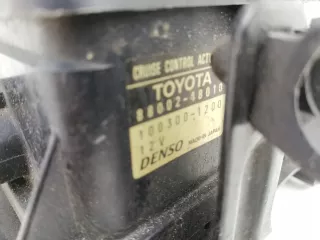 CRUISE CONTROL ACT
TOYOTA
88002-48010
100300-1200
12V
DENSO MADE IN JAPAN